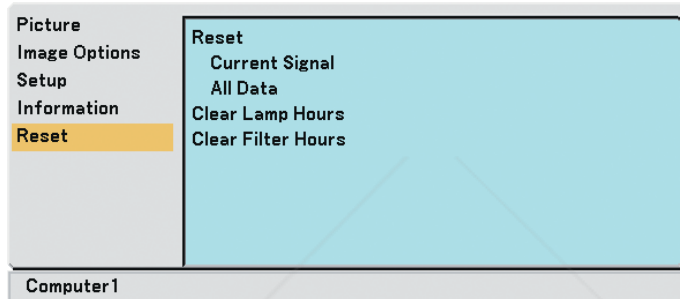 Picture
Image Options
Setup
Information
Reset
Reset
Current Signal
All Data
Clear Lamp Hours
Clear Filter Hours
Computer1